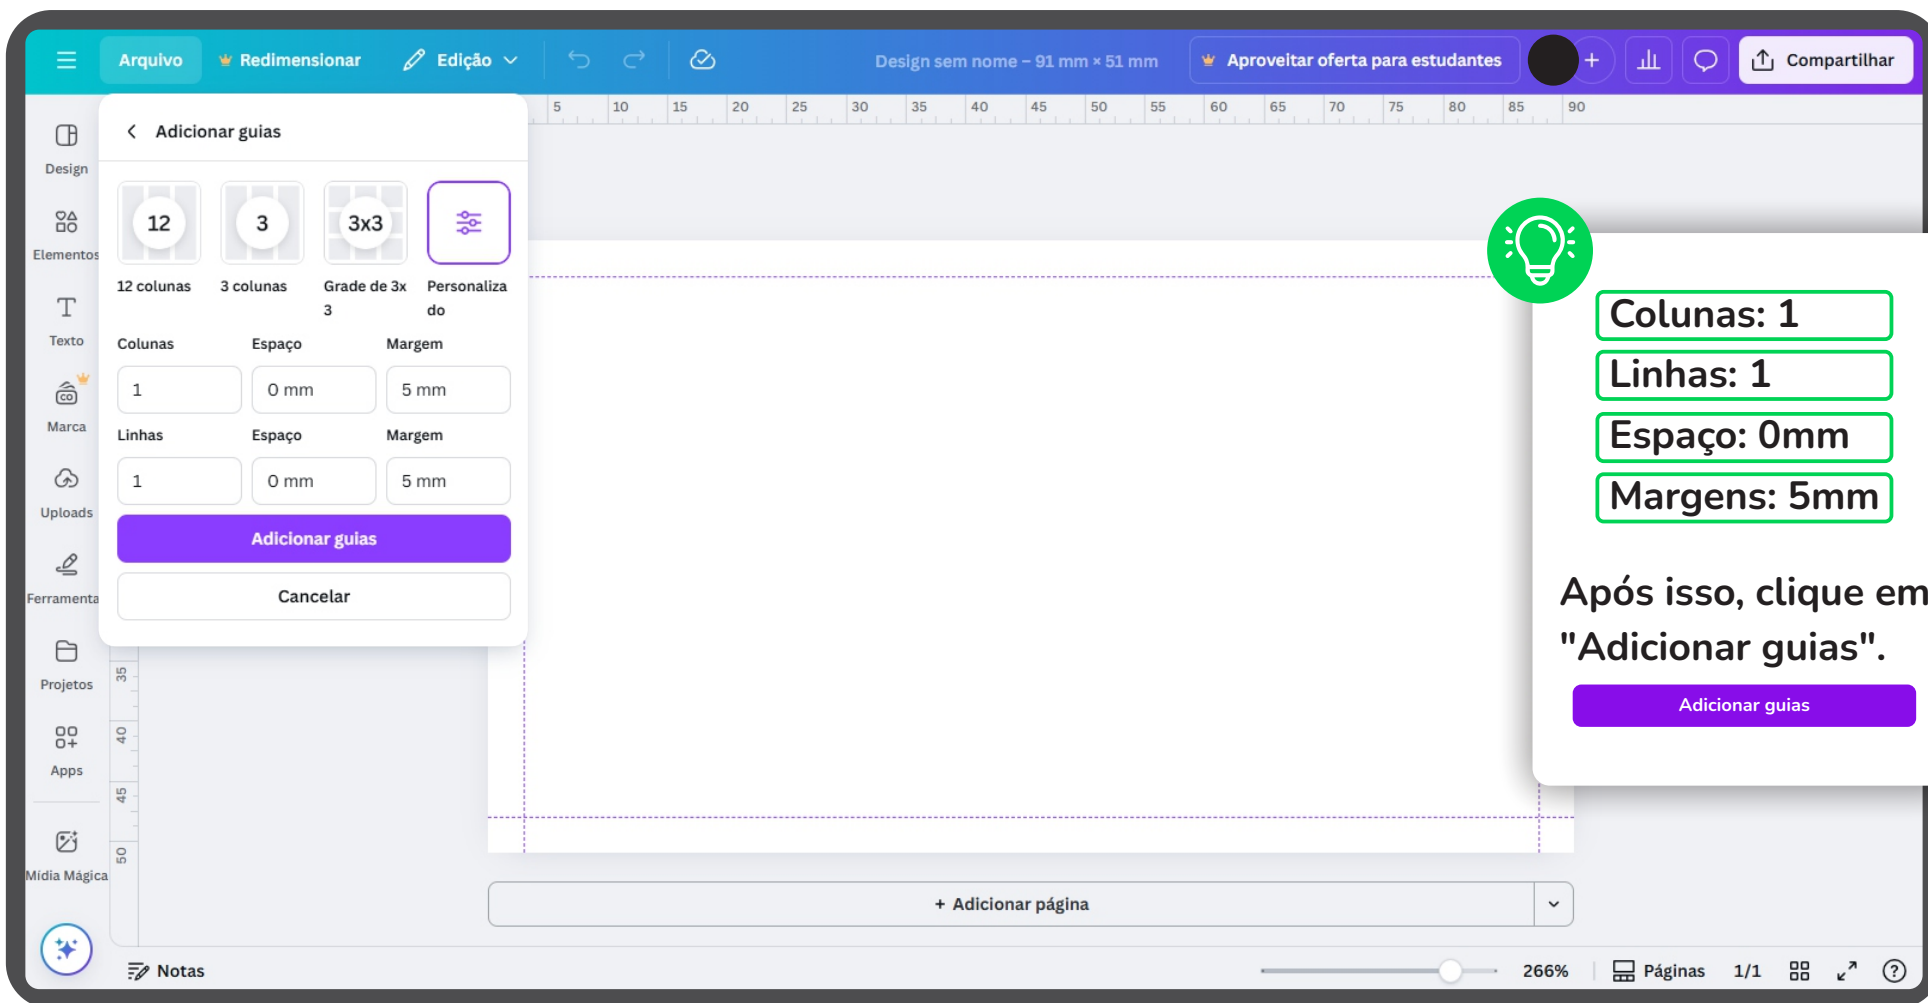 Arquivo
Redimensionar
Edição
Design sem nome – 91 mm × 51 mm
Aproveitar oferta para estudantes
+
Compartilhar
5 10 15 20 25 30 35 40 45 50 55 60 65 70 75 80 85 90
Design
Elementos
Texto
CO
Marca
Uploads
Ferramenta
Projetos
Apps
Mídia Mágica
Adicionar guias
12
3
3x3
12 colunas
3 colunas
Grade de 3x
3
Personaliza
do
Colunas Espaço Margem
1 0 mm 5 mm
Linhas Espaço Margem
1 0 mm 5 mm
Adicionar guias
Cancelar
35
40
45
50
Colunas: 1
Linhas: 1
Espaço: 0mm
Margens: 5mm
Após isso, clique em
"Adicionar guias".
Adicionar guias
+ Adicionar página
Notas
266%
Páginas
1/1
?